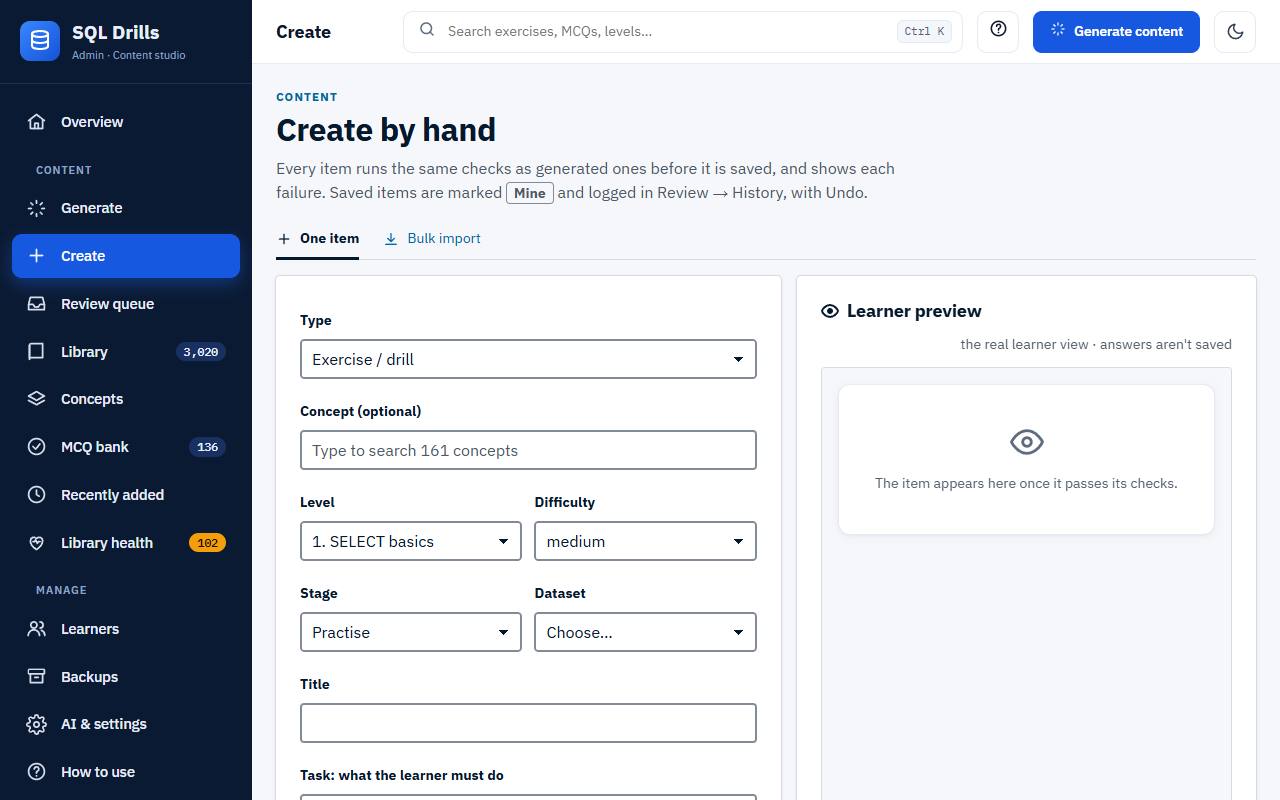 SQL Drills
Admin · Content studio
Overview
CONTENT
Generate
Create
Review queue
Library 3,020
Concepts
MCQ bank 136
Recently added
Library health 102
MANAGE
Learners
Backups
AI & settings
How to use
Create
Search exercises, MCQs, levels...
Ctrl K
Generate content
CONTENT
Create by hand
Every item runs the same checks as generated ones before it is saved, and shows each
failure. Saved items are marked Mine and logged in Review → History, with Undo.
One item
Bulk import
Type
Exercise / drill
Concept (optional)
Type to search 161 concepts
Level Difficulty
1. SELECT basics medium
Stage Dataset
Practise Choose...
Title
Task: what the learner must do
Learner preview
the real learner view · answers aren't saved
The item appears here once it passes its checks.